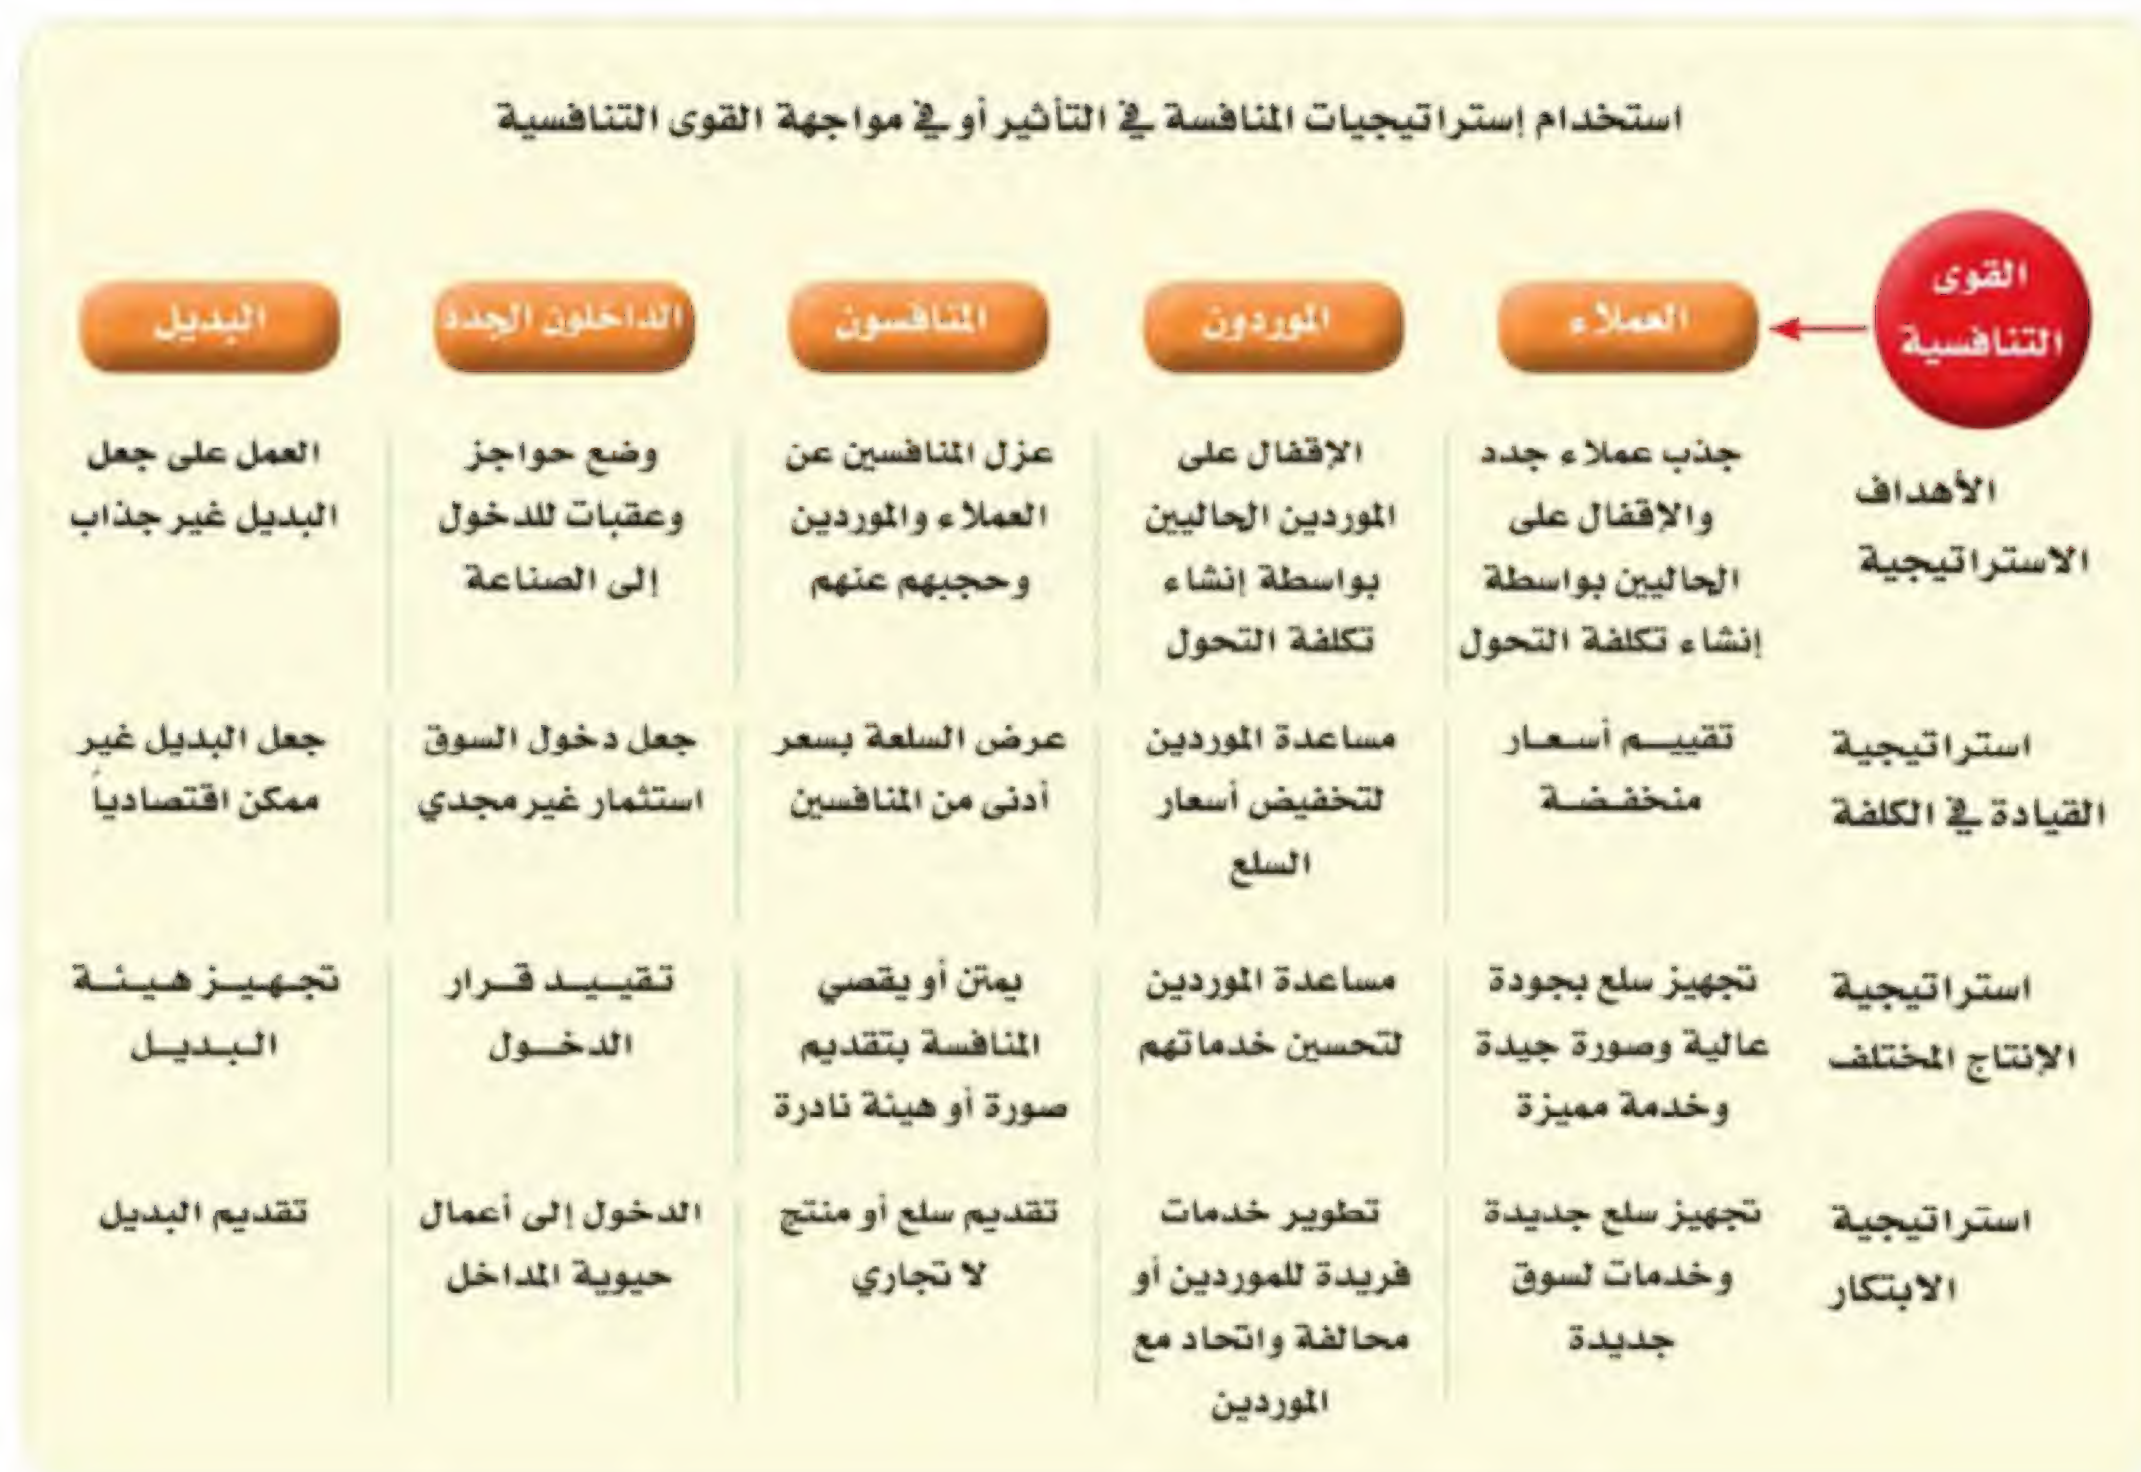 استخدام إستراتيجيات المنافسة في التأثير أو في مواجهة القوى التنافسية
القوى
التنافسية
العملاء
الموردون
المنافسون
الداخلون الجدد
البديل
الأهداف
الاستراتيجية
جذب عملاء جدد
والإقفال على
الحاليين بواسطة
إنشاء تكلفة التحول
الإقفال على
الموردين الحاليين
بواسطة إنشاء
تكلفة التحول
عزل المنافسين عن
العملاء والموردين
وحجبهم عنهم
وضع حواجز
وعقبات للدخول
إلى الصناعة
العمل على جعل
البديل غير جذاب
استراتيجية
القيادة في الكلفة
تقييم أسعار
منخفضة
مساعدة الموردين
لتخفيض أسعار
السلع
عرض السلعة بسعر
أدنى من المنافسين
جعل دخول السوق
استثمار غير مجدي
جعل البديل غير
ممكن اقتصادياً
استراتيجية
الإنتاج المختلف
تجهيز سلع بجودة
عالية وصورة جيدة
وخدمة مميزة
مساعدة الموردين
لتحسين خدماتهم
يمتن أو يقصي
المنافسة بتقديم
صورة أو هيئة نادرة
تقييد قرار
الدخول
تجهيز هيئة
البديل
استراتيجية
الابتكار
تجهيز سلع جديدة
وخدمات لسوق
جديدة
تطوير خدمات
فريدة للموردين أو
محالفة واتحاد مع
الموردين
تقديم سلع أو منتج
لا تجاري
الدخول إلى أعمال
حيوية المداخل
تقديم البديل